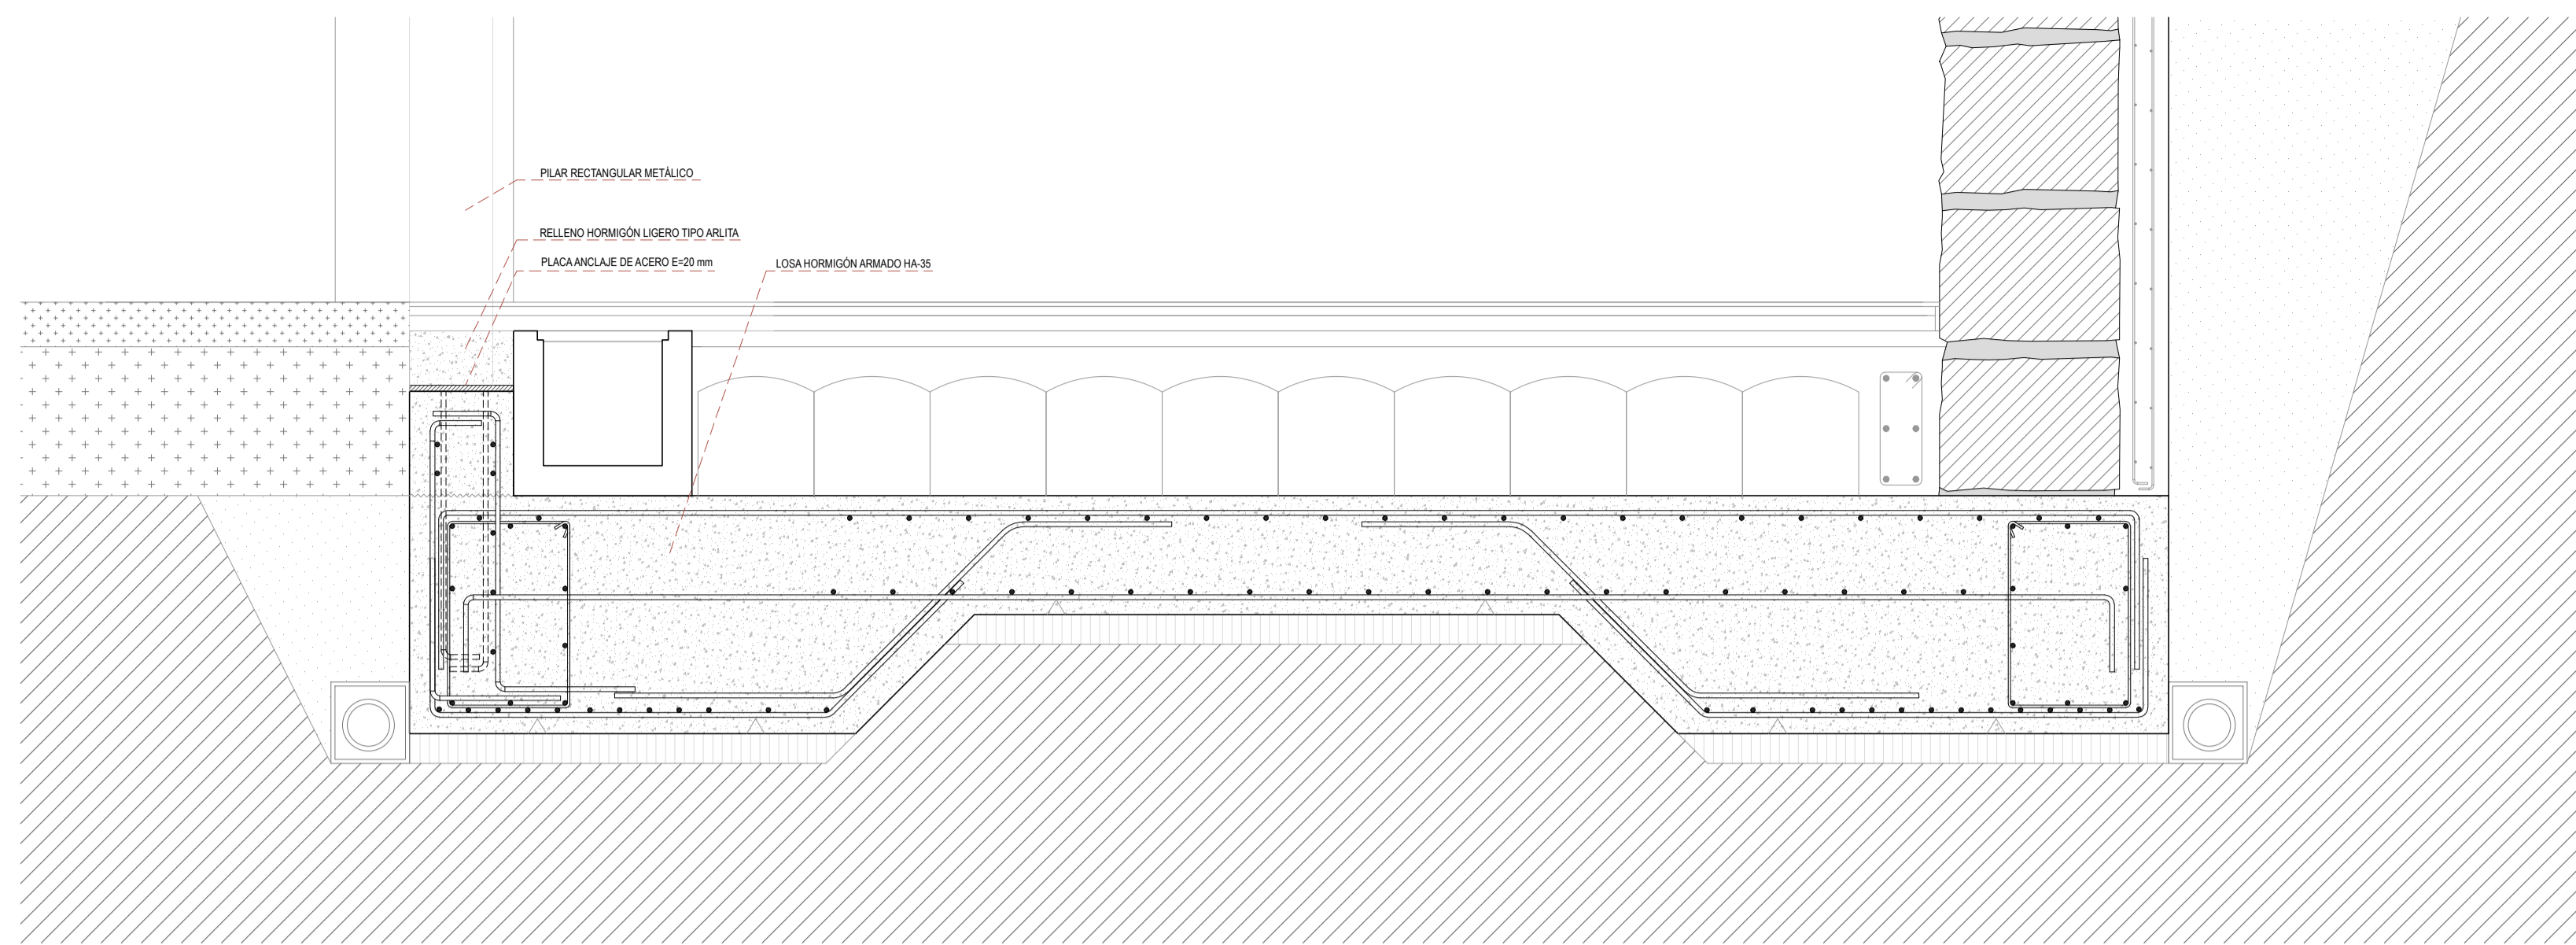 PILAR RECTANGULAR METÁLICO
RELLENO HORMIGÓN LIGERO TIPO ARLITA
PLACA ANCLAJE DE ACERO E=20 mm
LOSA HORMIGÓN ARMADO HA-35